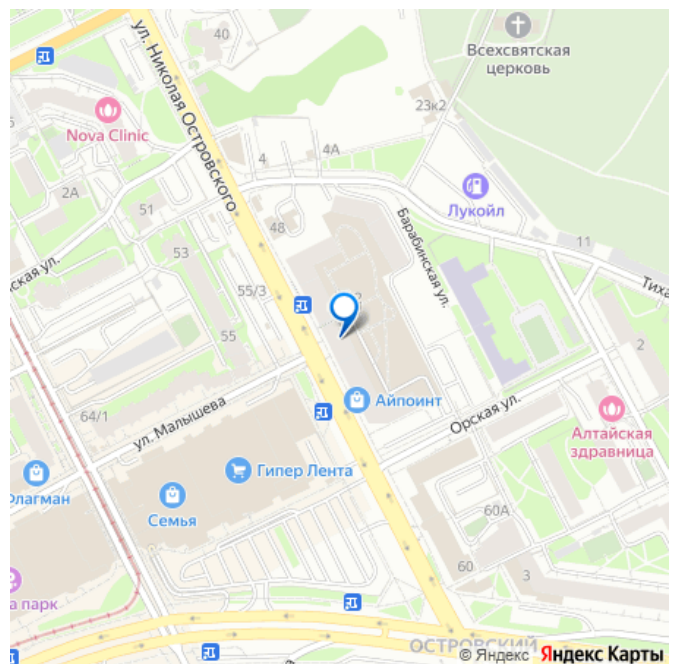 40
Всехсвятская
церковь
ул. Николая Островского
23к2
Nova Clinic
4А
4
2А
Лукойл
51
48
Барабинская ул.
11
53
ская ул.
Тиха
55/3
55
2
64/1
ул. Малышева
Айпоинт
Орская ул.
Алтайская
здравница
Гипер Лента
Флагман
Семья
60А
60
3
а парк
ОСТРОВСКИЙ
© Яндекс Яндекс Карты